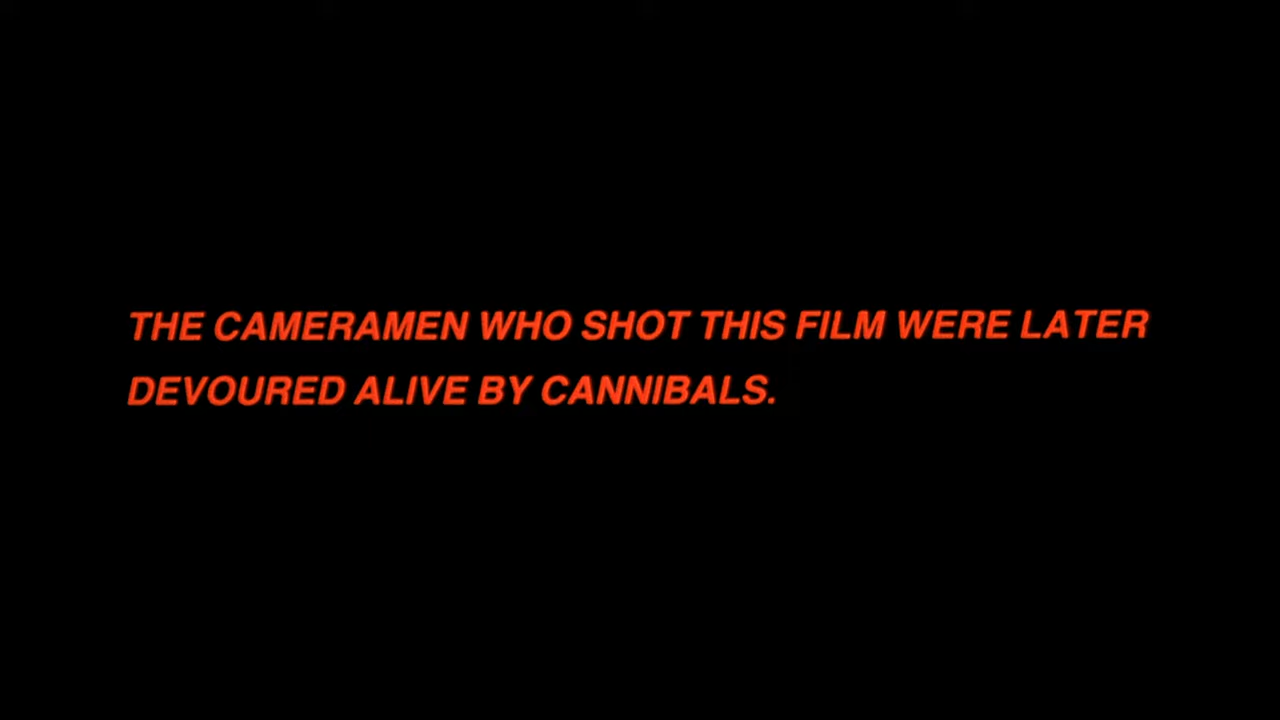 THE CAMERAMEN WHO SHOT THIS FILM WERE LATER
DEVOURED ALIVE BY CANNIBALS.